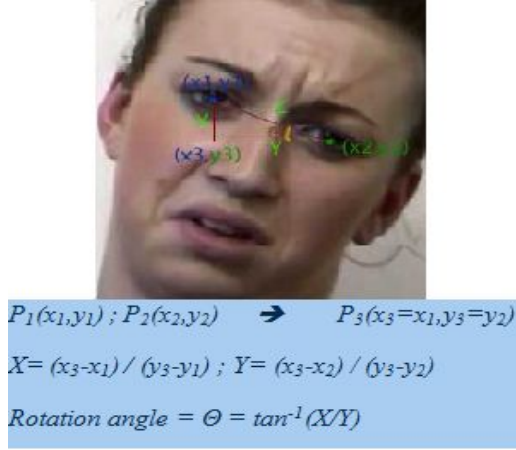 (x1,y1)
(x2,y2)
(x3,y3)
Y
P₁(x₁,y₁) ; P₂(x₂,y₂) ➔ P₃(x₃=x₁,y₃=y₂)
X= (x₃-x₁) / (y₃-y₁) ; Y= (x₃-x₂) / (y₃-y₂)
Rotation angle = Θ = tan⁻¹(X/Y)